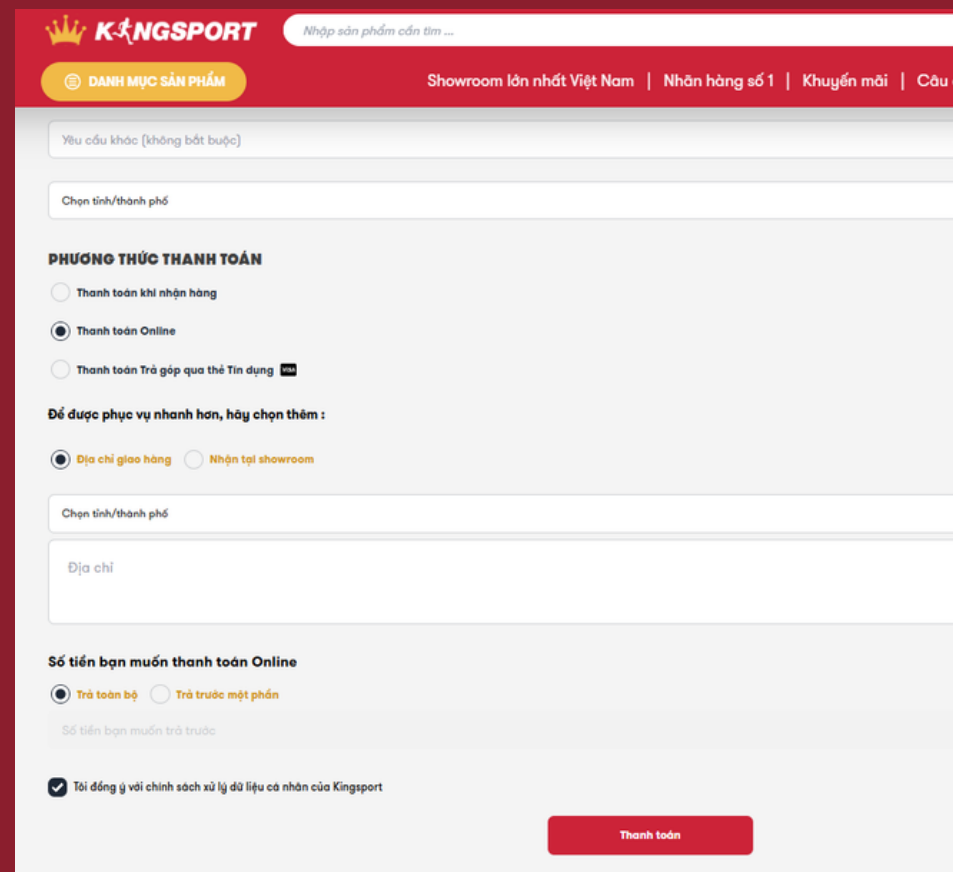 KINGSPORT Nhập sản phẩm cần tìm ...
DANH MỤC SẢN PHẨM Showroom lớn nhất Việt Nam | Nhãn hàng số 1 | Khuyến mãi | Câu
Yêu cầu khác (không bắt buộc)
Chọn tỉnh/thành phố
PHƯƠNG THỨC THANH TOÁN
Thanh toán khi nhận hàng
Thanh toán Online
Thanh toán Trả góp qua thẻ Tín dụng VISA
Để được phục vụ nhanh hơn, hãy chọn thêm :
Địa chỉ giao hàng Nhận tại showroom
Chọn tỉnh/thành phố
Địa chỉ
Số tiền bạn muốn thanh toán Online
Trả toàn bộ Trả trước một phần
Số tiền bạn muốn trả trước
Tôi đồng ý với chính sách xử lý dữ liệu cá nhân của Kingsport
Thanh toán